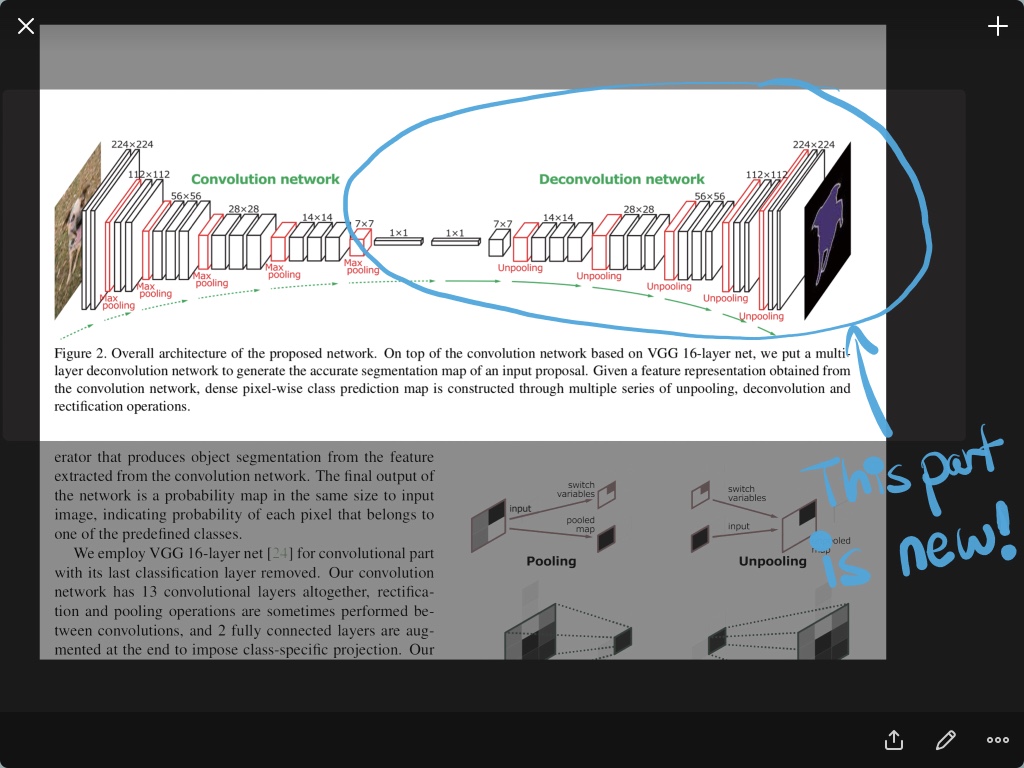 224×224
112×112
56×56
28×28
14×14
7×7
1×1
1×1
7×7
14×14
28×28
56×56
112×112
224×224
Convolution network
Deconvolution network
Max
pooling
Max
pooling
Max
pooling
Max
pooling
Max
pooling
Unpooling
Unpooling
Unpooling
Unpooling
Unpooling
Figure 2. Overall architecture of the proposed network. On top of the convolution network based on VGG 16-layer net, we put a multi-
layer deconvolution network to generate the accurate segmentation map of an input proposal. Given a feature representation obtained from
the convolution network, dense pixel-wise class prediction map is constructed through multiple series of unpooling, deconvolution and
rectification operations.
This part
is new!
erator that produces object segmentation from the feature
extracted from the convolution network. The final output of
the network is a probability map in the same size to input
image, indicating probability of each pixel that belongs to
one of the predefined classes.
We employ VGG 16-layer net [24] for convolutional part
with its last classification layer removed. Our convolution
network has 13 convolutional layers altogether, rectifica-
tion and pooling operations are sometimes performed be-
tween convolutions, and 2 fully connected layers are aug-
mented at the end to impose class-specific projection. Our
input
switch
variables
pooled
map
Pooling
switch
variables
input
Unpooling